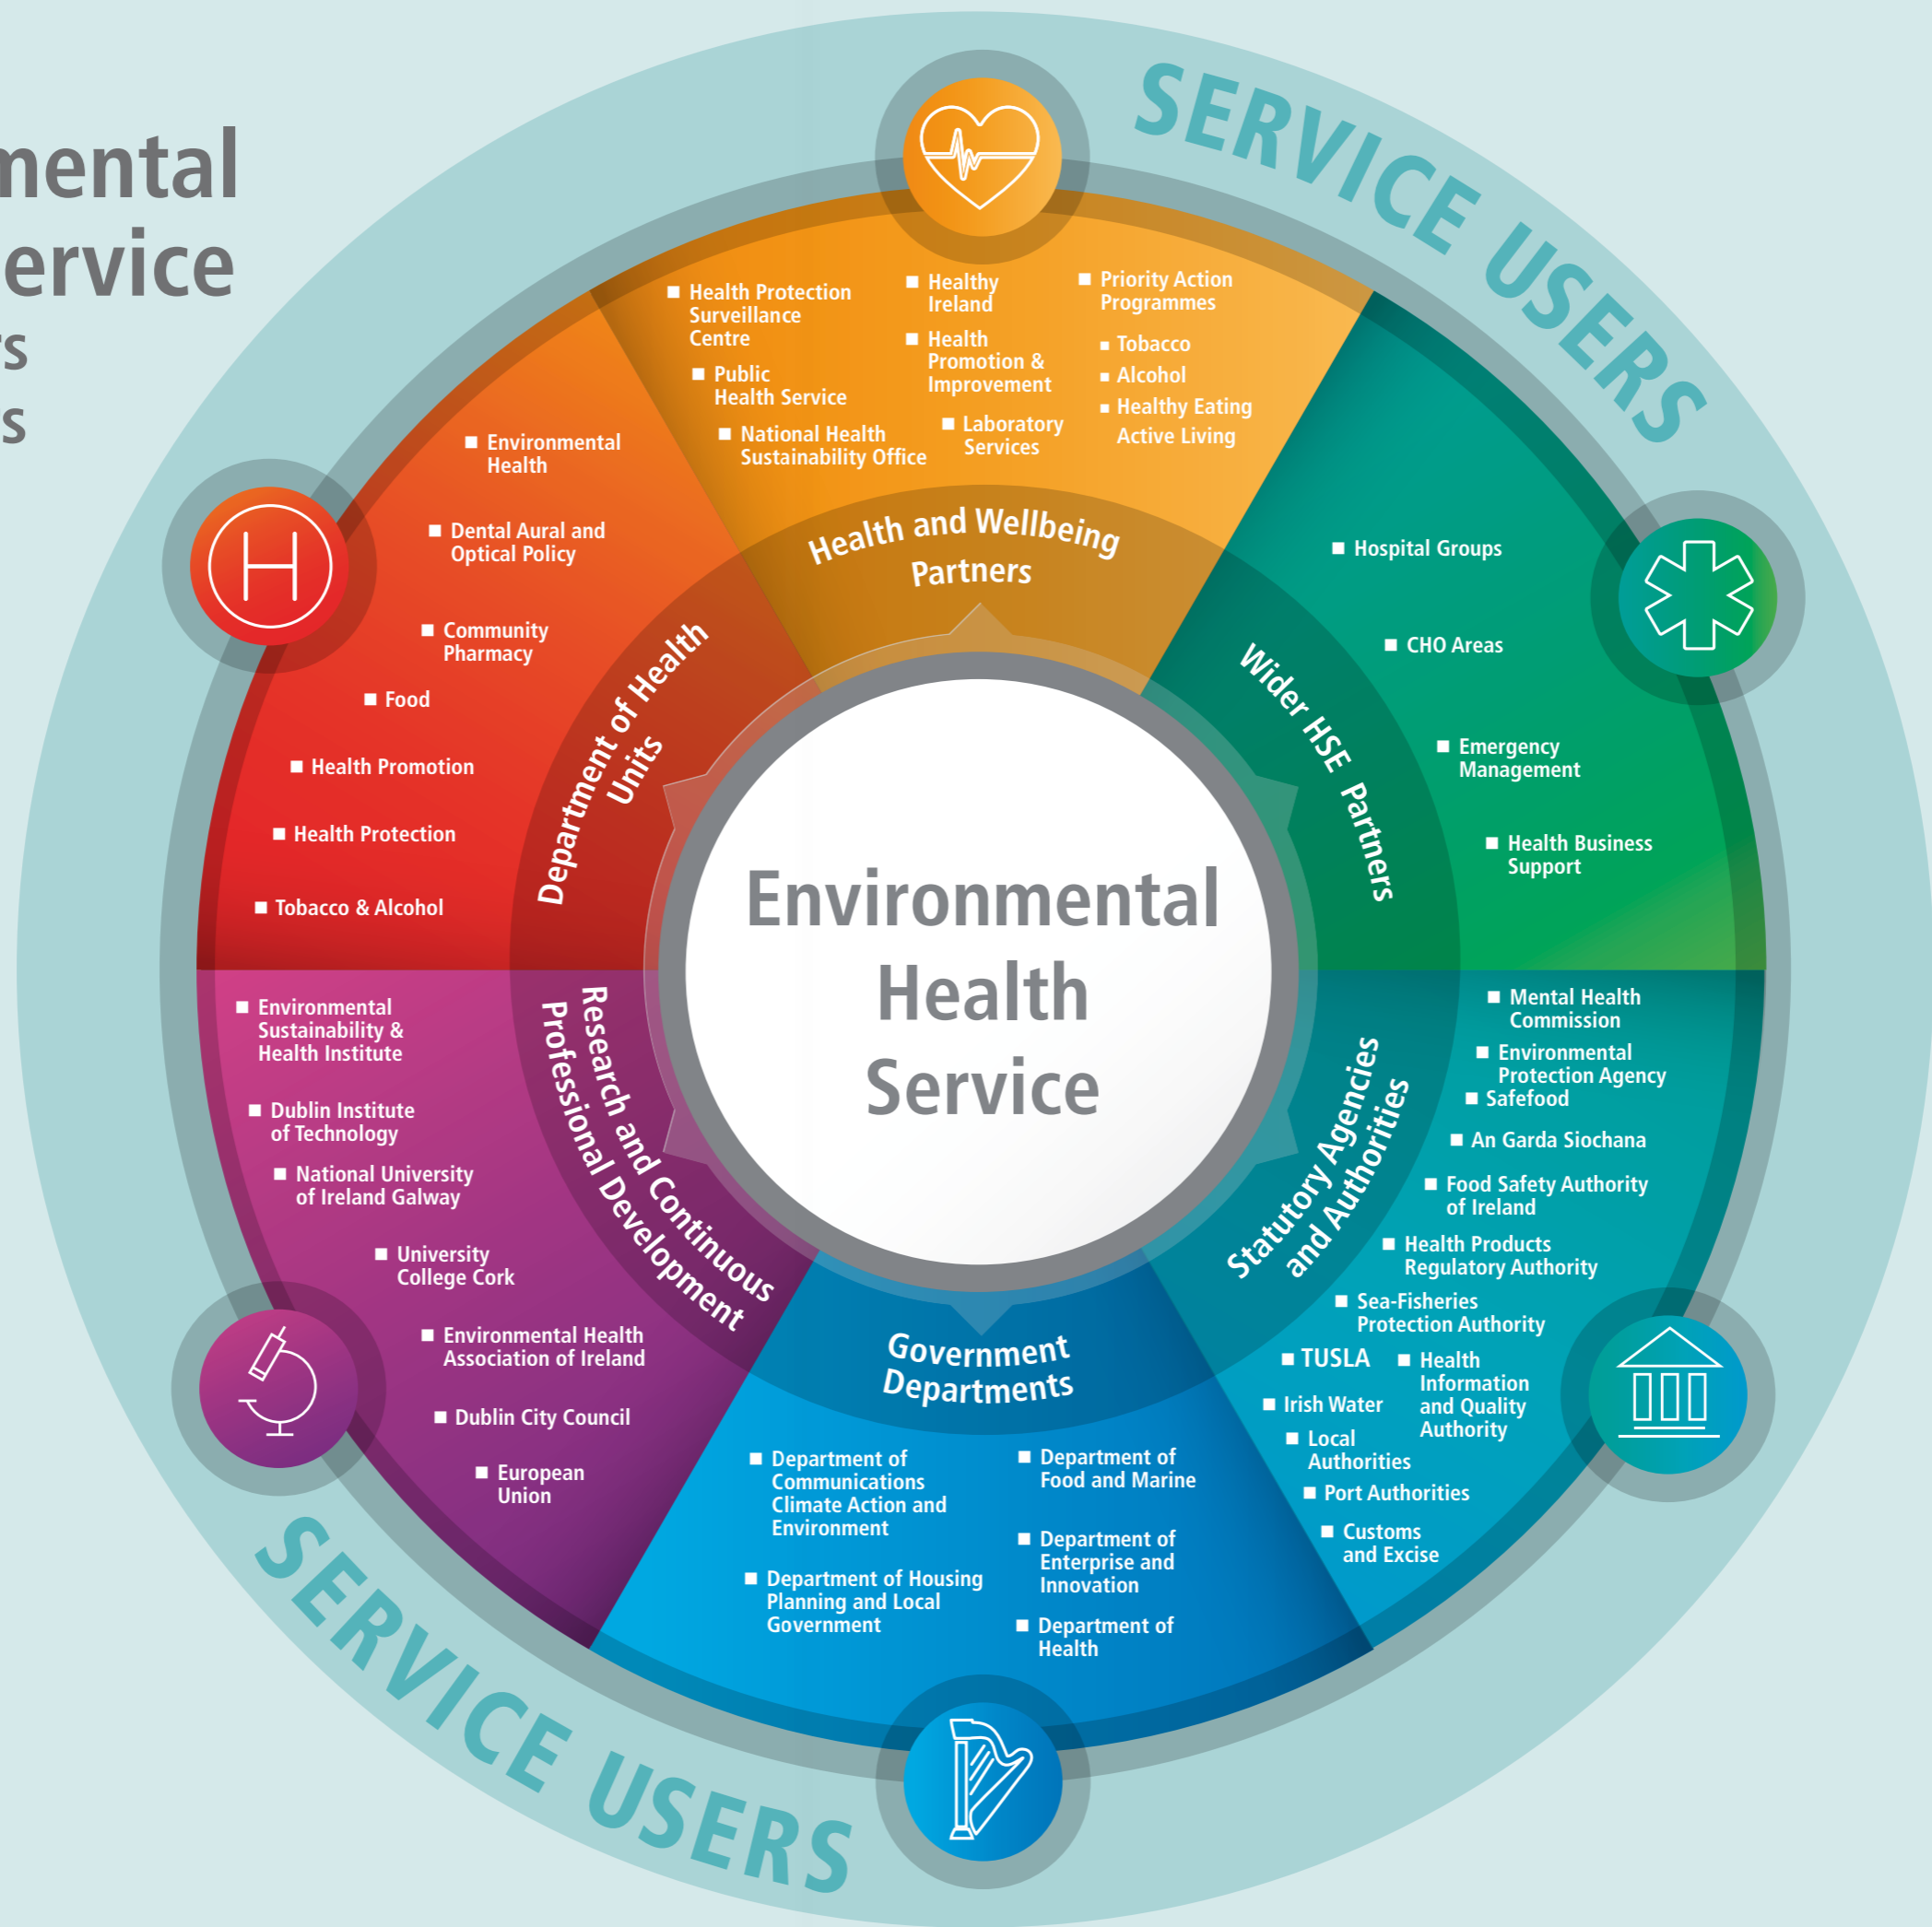 mental
ervice
rs
s
SERVICE USERS
Health Protection
Surveillance
Centre
Public
Health Service
National Health
Sustainability Office
Healthy
Ireland
Health
Promotion &
Improvement
Laboratory
Services
Priority Action
Programmes
Tobacco
Alcohol
Healthy Eating
Active Living
Health and Wellbeing
Partners
Hospital Groups
CHO Areas
Emergency
Management
Health Business
Support
Wider HSE Partners
Mental Health
Commission
Environmental
Protection Agency
Safefood
An Garda Siochana
Food Safety Authority
of Ireland
Health Products
Regulatory Authority
Sea-Fisheries
Protection Authority
TUSLA
Health
Information
and Quality
Authority
Irish Water
Local
Authorities
Port Authorities
Customs
and Excise
Statutory Agencies
and Authorities
Government
Departments
Department of
Communications
Climate Action and
Environment
Department of Housing
Planning and Local
Government
Department of
Food and Marine
Department of
Enterprise and
Innovation
Department of
Health
Research and Continuous
Professional Development
Environmental
Sustainability &
Health Institute
Dublin Institute
of Technology
National University
of Ireland Galway
University
College Cork
Environmental Health
Association of Ireland
Dublin City Council
European
Union
Department of Health
Units
Environmental
Health
Dental Aural and
Optical Policy
Community
Pharmacy
Food
Health Promotion
Health Protection
Tobacco & Alcohol
H
Environmental
Health
Service
SERVICE USERS